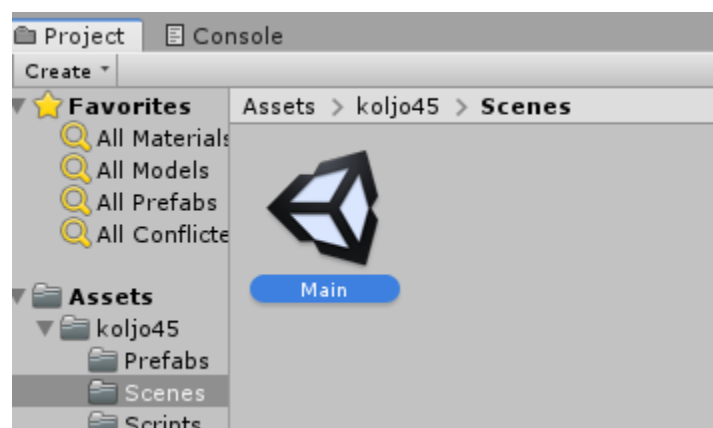 Project
Console
Create
Favorites
All Materials
All Models
All Prefabs
All Conflicte
Assets
koljo45
Prefabs
Scenes
Scripts
Assets > koljo45 > Scenes
Main